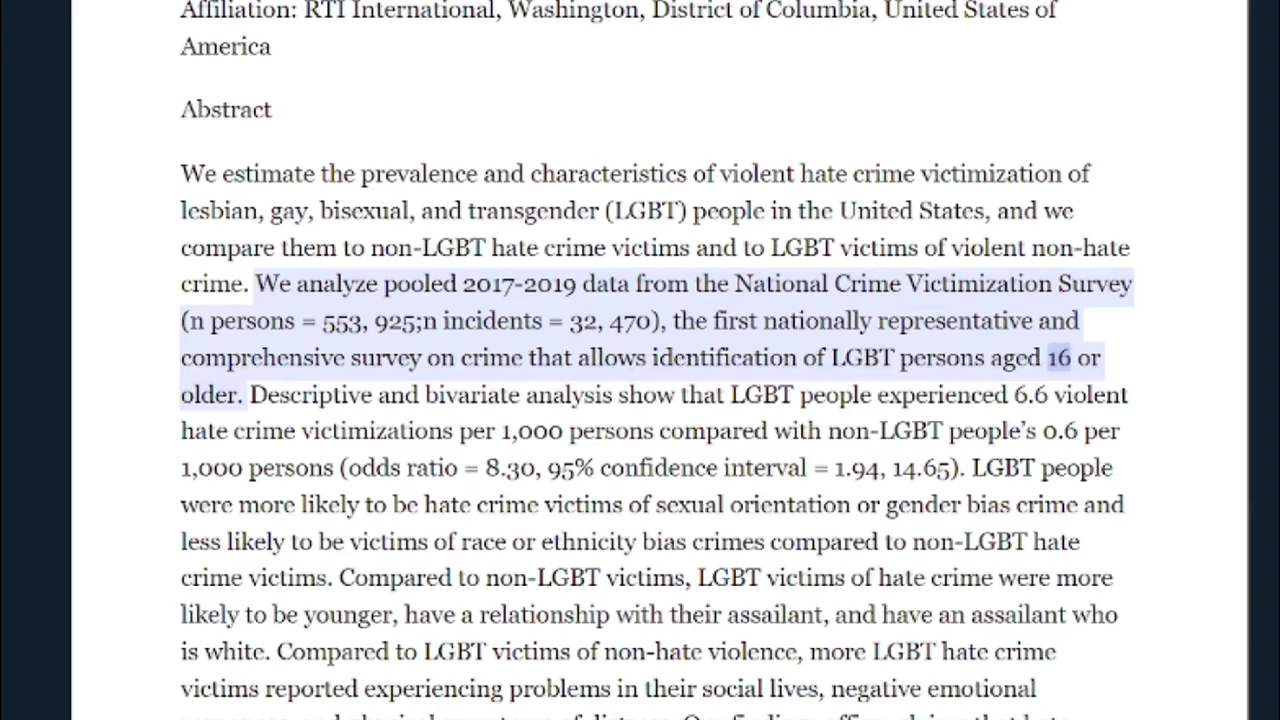 Affiliation: RTI International, Washington, District of Columbia, United States of
America
Abstract
We estimate the prevalence and characteristics of violent hate crime victimization of
lesbian, gay, bisexual, and transgender (LGBT) people in the United States, and we
compare them to non-LGBT hate crime victims and to LGBT victims of violent non-hate
crime. We analyze pooled 2017-2019 data from the National Crime Victimization Survey
(n persons = 553, 925;n incidents = 32, 470), the first nationally representative and
comprehensive survey on crime that allows identification of LGBT persons aged 16 or
older. Descriptive and bivariate analysis show that LGBT people experienced 6.6 violent
hate crime victimizations per 1,000 persons compared with non-LGBT people’s 0.6 per
1,000 persons (odds ratio = 8.30, 95% confidence interval = 1.94, 14.65). LGBT people
were more likely to be hate crime victims of sexual orientation or gender bias crime and
less likely to be victims of race or ethnicity bias crimes compared to non-LGBT hate
crime victims. Compared to non-LGBT victims, LGBT victims of hate crime were more
likely to be younger, have a relationship with their assailant, and have an assailant who
is white. Compared to LGBT victims of non-hate violence, more LGBT hate crime
victims reported experiencing problems in their social lives, negative emotional